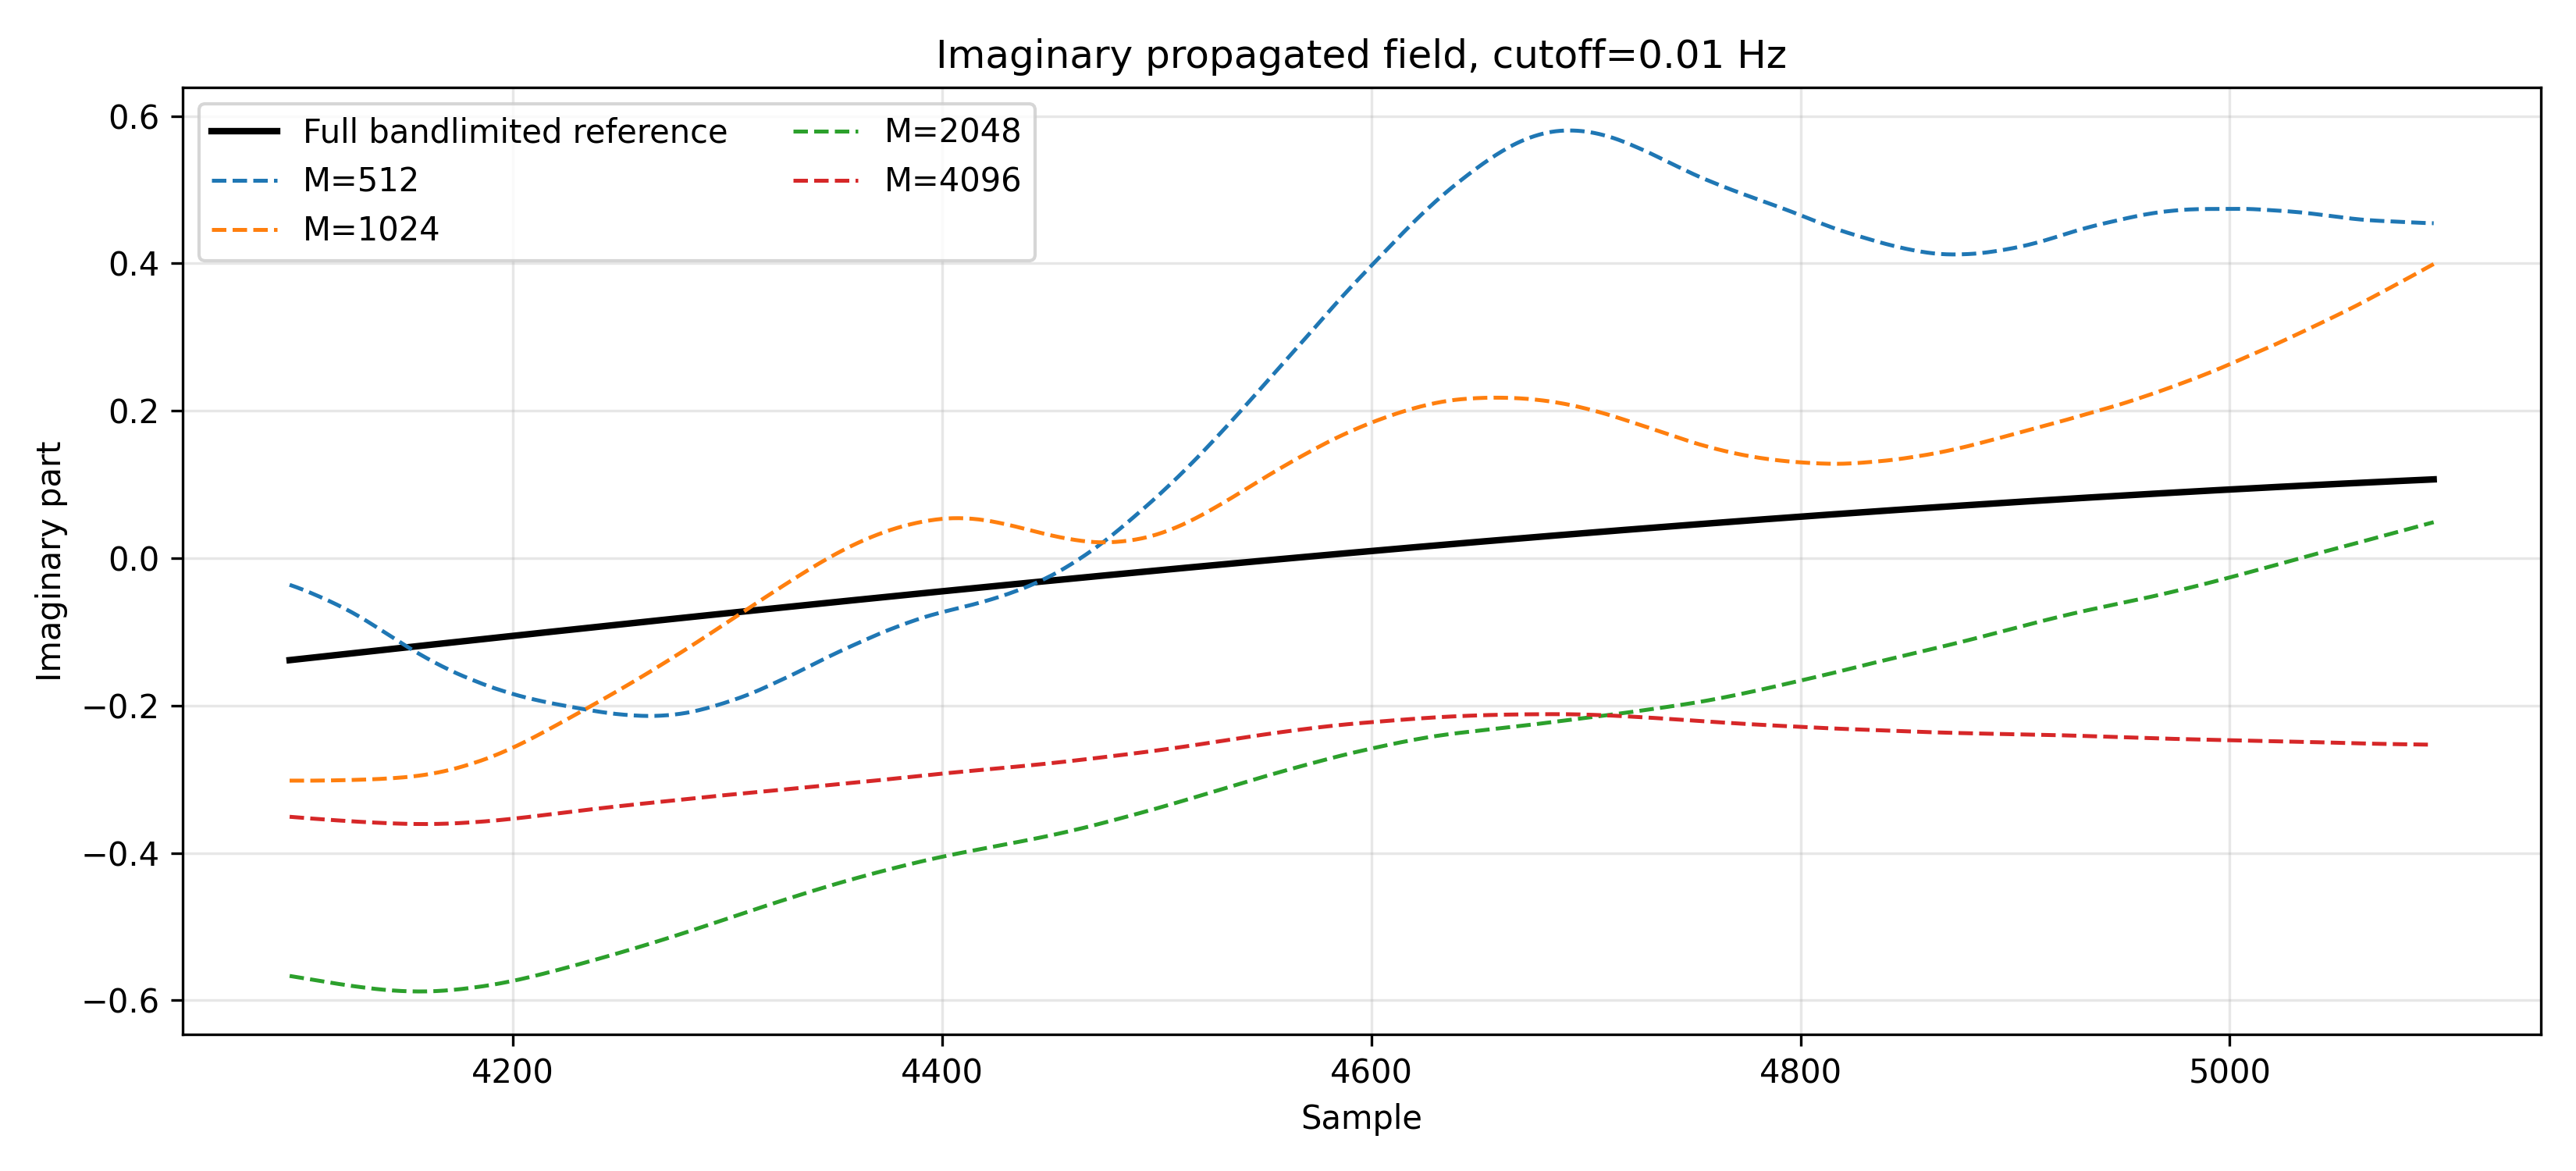 Imaginary propagated field, cutoff=0.01 Hz
Full bandlimited reference
M=512
M=1024
M=2048
M=4096
Imaginary part
0.6
0.4
0.2
0.0
−0.2
−0.4
−0.6
4200
4400
4600
4800
5000
Sample